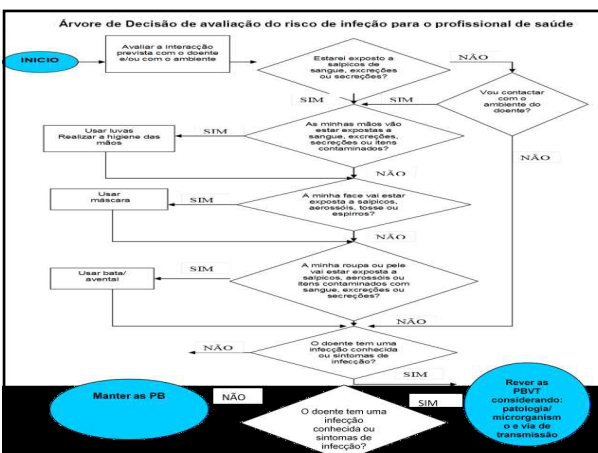 Árvore de Decisão de avaliação do risco de infeção para o profissional de saúde
INICIO
Avaliar a interacção
prevista com o doente
e/ou com o ambiente
Estarei exposto a
salpicos de
sangue, excreções
ou secreções?
NÃO
Vou contactar
com o
ambiente do
doente?
SIM
SIM
As minhas mãos vão
estar expostas a
sangue, excreções,
secreções ou itens
contaminados?
SIM
Usar luvas
Realizar a higiene das
mãos
NÃO
NÃO
A minha face vai estar
exposta a salpicos,
aerossóis, tosse ou
espirros?
SIM
Usar
máscara
NÃO
A minha roupa ou pele
vai estar exposta a
salpicos, aerossóis ou
itens contaminados com
sangue, excreções ou
secreções?
SIM
Usar bata/
avental
NÃO
O doente tem uma
infecção conhecida
ou sintomas de
infecção?
NÃO
SIM
Manter as PB
NÃO
O doente tem uma
infecção
conhecida ou
sintomas de
infecção?
SIM
Rever as
PBVT
considerando:
patologia/
microrganism
o e via de
transmissão